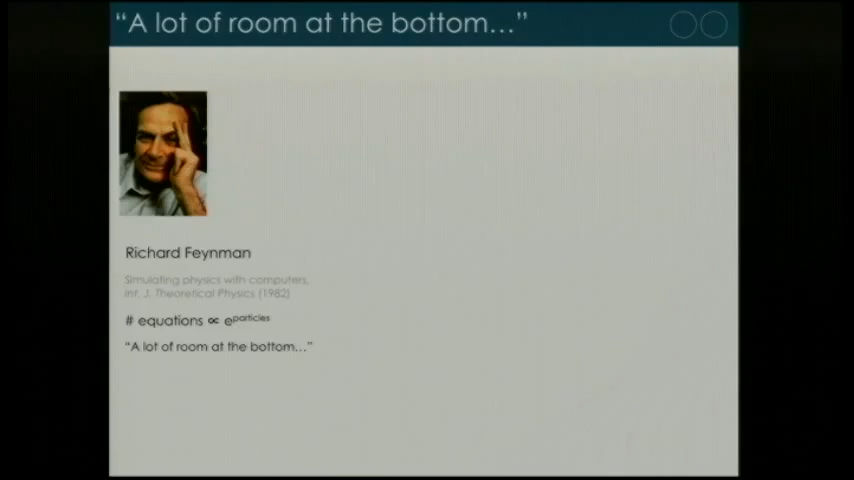 “A lot of room at the bottom...”
Richard Feynman
Simulating physics with computers.
Int. J. Theoretical Physics (1982)
# equations ∝ eᵖᵃʳᵗⁱᶜˡᵉˢ
“A lot of room at the bottom...”